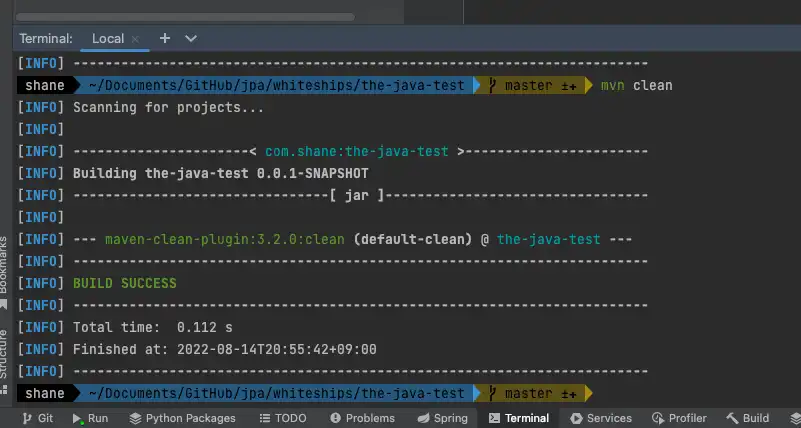 Terminal: Local × + 
[INFO] ------------------------------------------------------------------------
shane ~/Documents/GitHub/jpa/whiteships/the-java-test master ±+ mvn clean
[INFO] Scanning for projects...
[INFO]
[INFO] ----------------------< com.shane:the-java-test >-----------------------
[INFO] Building the-java-test 0.0.1-SNAPSHOT
[INFO] --------------------------------[ jar ]---------------------------------
[INFO]
[INFO] --- maven-clean-plugin:3.2.0:clean (default-clean) @ the-java-test ---
[INFO] ------------------------------------------------------------------------
[INFO] BUILD SUCCESS
[INFO] ------------------------------------------------------------------------
[INFO] Total time:  0.112 s
[INFO] Finished at: 2022-08-14T20:55:42+09:00
[INFO] ------------------------------------------------------------------------
shane ~/Documents/GitHub/jpa/whiteships/the-java-test master ±+
Bookmarks
Structure
Git Run Python Packages TODO Problems Spring Terminal Services Profiler Build